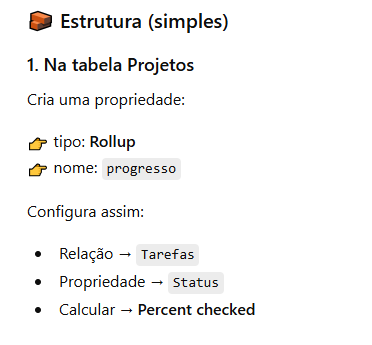 🧱 Estrutura (simples)
1. Na tabela Projetos
Cria uma propriedade:
👉 tipo: Rollup
👉 nome: progresso
Configura assim:
• Relação → Tarefas
• Propriedade → Status
• Calcular → Percent checked